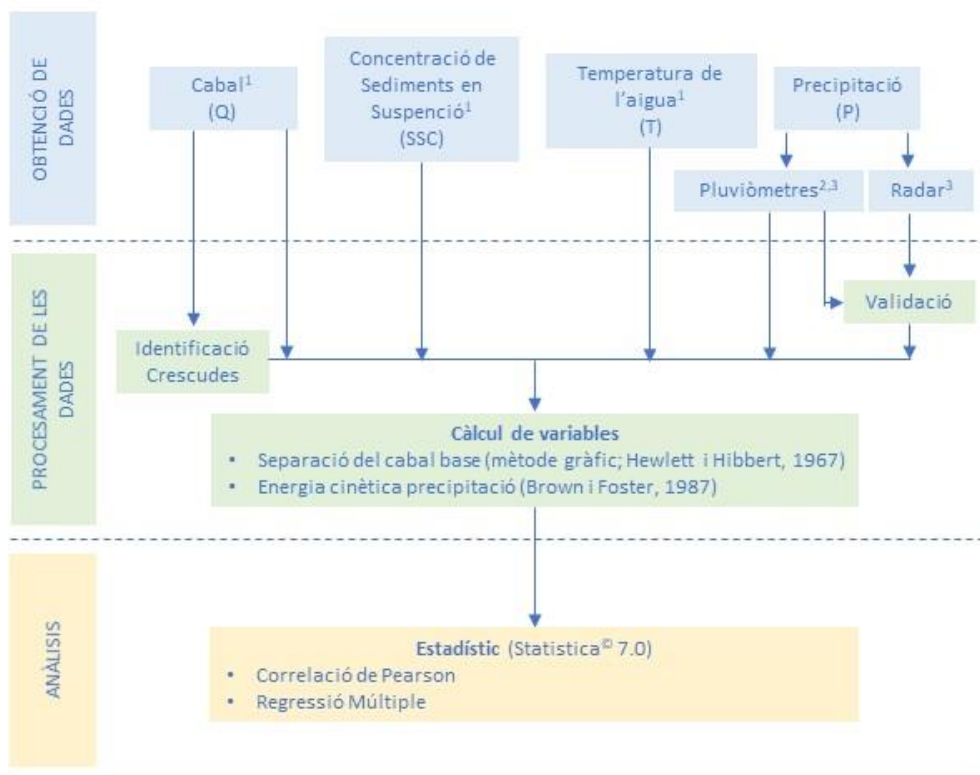 OBTENCIÓ DE
DADES
Cabal¹
(Q)
Concentració de
Sediments en
Suspenció¹
(SSC)
Temperatura de
l'aigua¹
(T)
Precipitació
(P)
Pluviòmetres²,³
Radar³
PROCESAMENT DE LES
DADES
Validació
Identificació
Crescudes
Càlcul de variables
• Separació del cabal base (mètode gràfic; Hewlett i Hibbert, 1967)
• Energia cinètica precipitació (Brown i Foster, 1987)
ANÀLISIS
Estadístic (Statistica© 7.0)
• Correlació de Pearson
• Regressió Múltiple